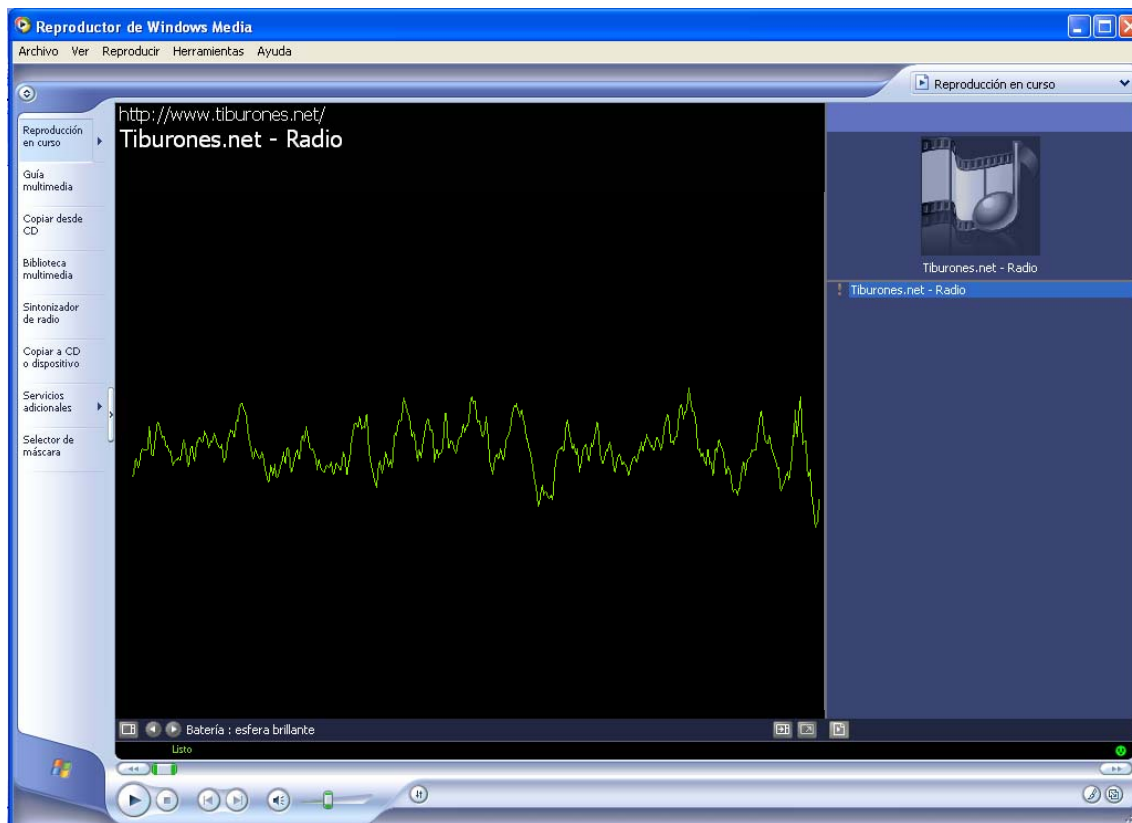 Reproductor de Windows Media
Archivo Ver Reproducir Herramientas Ayuda
Reproducción en curso
http://www.tiburones.net/
Tiburones.net - Radio
Reproducción
en curso
Guía
multimedia
Copiar desde
CD
Biblioteca
multimedia
Sintonizador
de radio
Copiar a CD
o dispositivo
Servicios
adicionales
Selector de
máscara
Tiburones.net - Radio
! Tiburones.net - Radio
Batería : esfera brillante
Listo